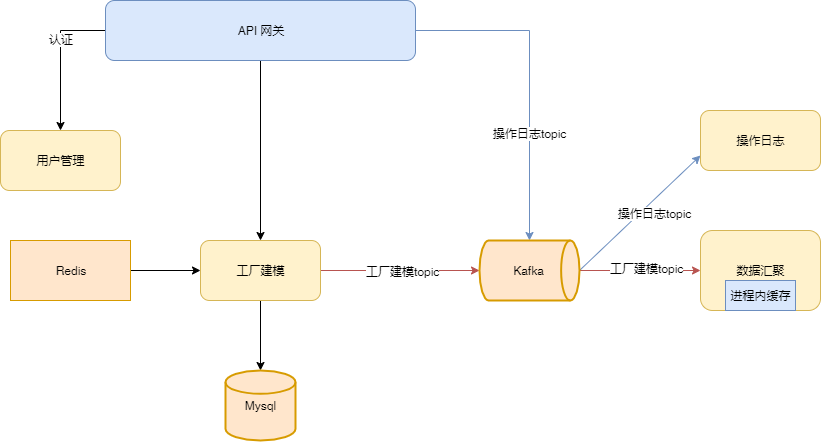 API 网关
认证
操作日志topic
操作日志
用户管理
操作日志topic
Redis
工厂建模
工厂建模topic
Kafka
工厂建模topic
数据汇聚
进程内缓存
Mysql